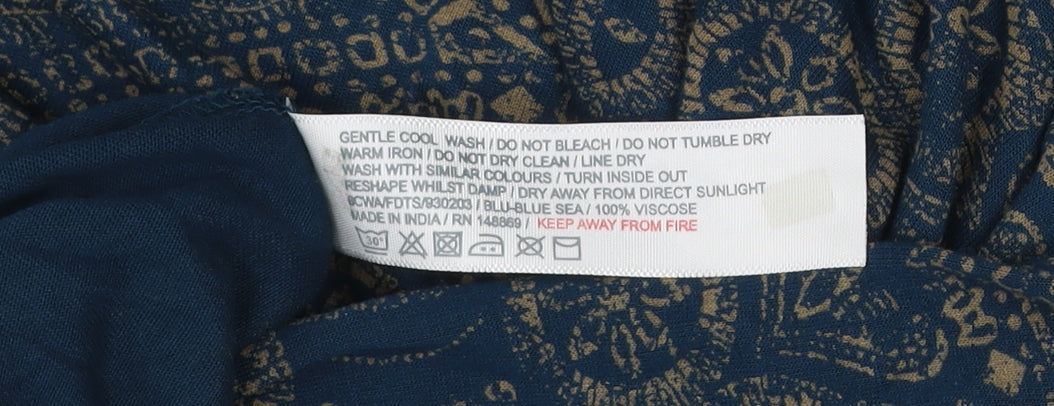 GENTLE COOL WASH / DO NOT BLEACH / DO NOT TUMBLE DRY
WARM IRON / DO NOT DRY CLEAN / LINE DRY
WASH WITH SIMILAR COLOURS / TURN INSIDE OUT
RESHAPE WHILST DAMP / DRY AWAY FROM DIRECT SUNLIGHT
BCWA/FDTS/930203 / BLU-BLUE SEA / 100% VISCOSE
MADE IN INDIA / RN 148869 / KEEP AWAY FROM FIRE
30°